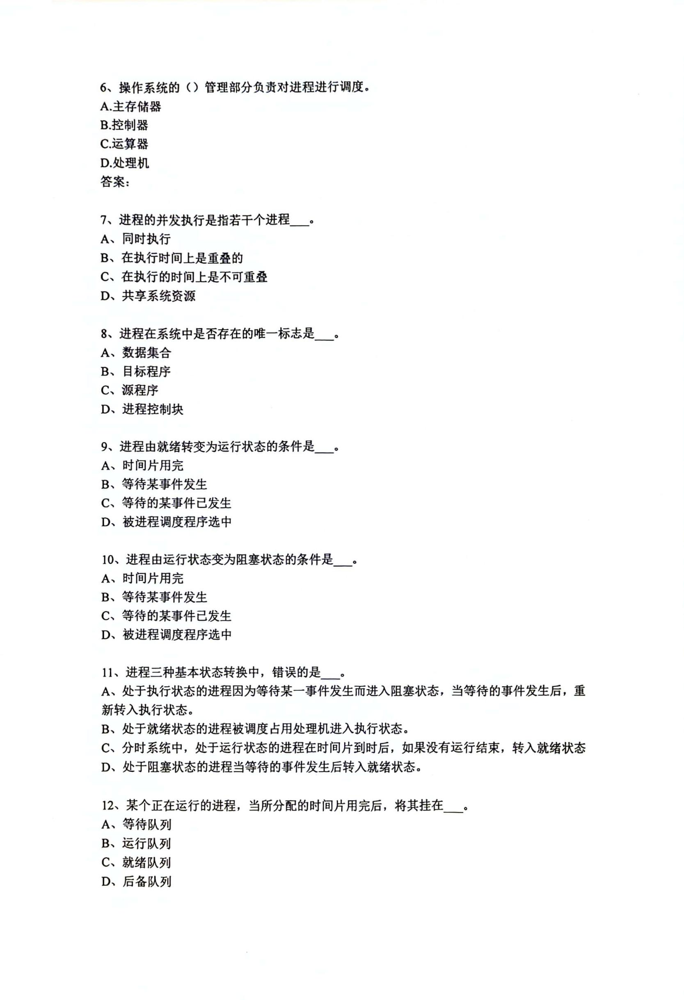 6、操作系统的（）管理部分负责对进程进行调度。
A.主存储器
B.控制器
C.运算器
D.处理机
答案：
7、进程的并发执行是指若干个进程___。
A、同时执行
B、在执行时间上是重叠的
C、在执行的时间上是不可重叠
D、共享系统资源
8、进程在系统中是否存在的唯一标志是___。
A、数据集合
B、目标程序
C、源程序
D、进程控制块
9、进程由就绪转变为运行状态的条件是___。
A、时间片用完
B、等待某事件发生
C、等待的某事件已发生
D、被进程调度程序选中
10、进程由运行状态变为阻塞状态的条件是___。
A、时间片用完
B、等待某事件发生
C、等待的某事件已发生
D、被进程调度程序选中
11、进程三种基本状态转换中，错误的是___。
A、处于执行状态的进程因为等待某一事件发生而进入阻塞状态，当等待的事件发生后，重
新转入执行状态。
B、处于就绪状态的进程被调度占用处理机进入执行状态。
C、分时系统中，处于运行状态的进程在时间片到时后，如果没有运行结束，转入就绪状态
D、处于阻塞状态的进程当等待的事件发生后转入就绪状态。
12、某个正在运行的进程，当所分配的时间片用完后，将其挂在___。
A、等待队列
B、运行队列
C、就绪队列
D、后备队列